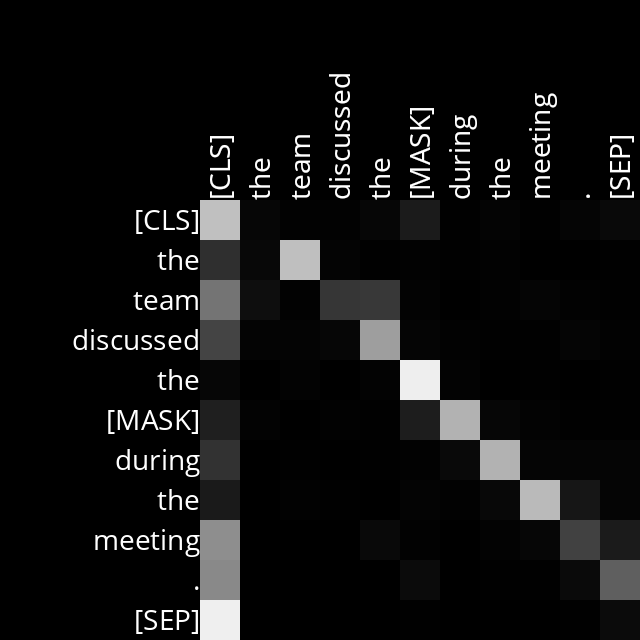 [CLS] the team discussed the [MASK] during the meeting . [SEP]
[CLS]
the
team
discussed
the
[MASK]
during
the
meeting
.
[SEP]